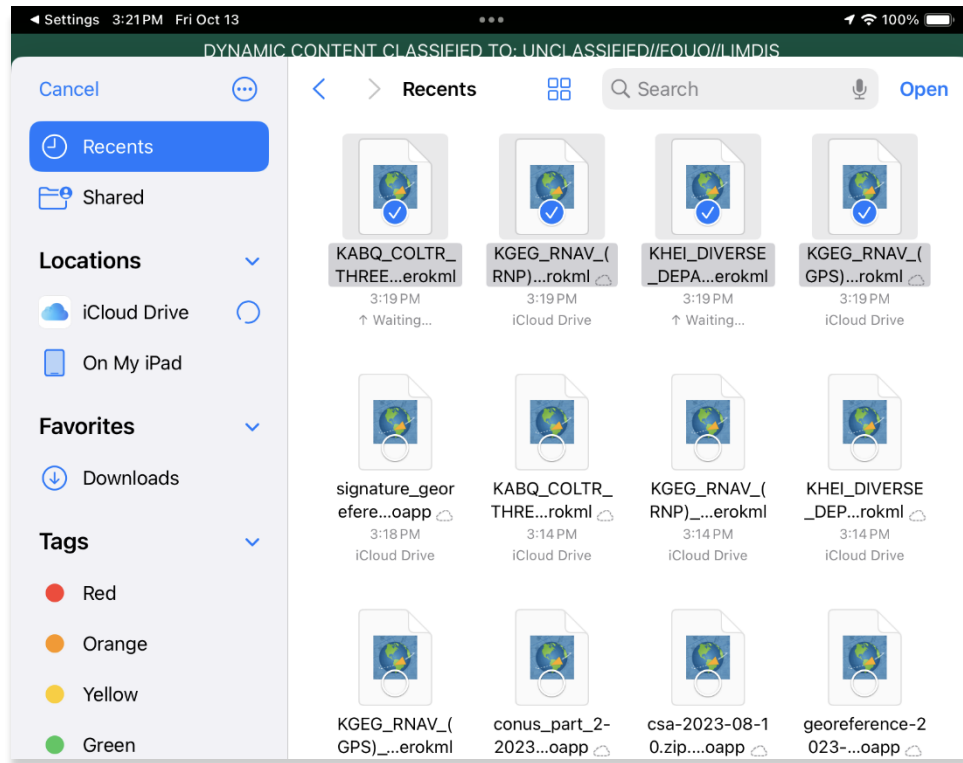 Settings 3:21 PM Fri Oct 13 100%
DYNAMIC CONTENT CLASSIFIED TO: UNCLASSIFIED//FOUO//LIMDIS
Cancel
Recents
Shared
Locations
iCloud Drive
On My iPad
Favorites
Downloads
Tags
Red
Orange
Yellow
Green
Recents
Search
Open
KABQ_COLTR_
THREE...erokml
3:19 PM
↑ Waiting...
KGEG_RNAV_(
RNP)...rokml
3:19 PM
iCloud Drive
KHEI_DIVERSE
_DEPA...erokml
3:19 PM
↑ Waiting...
KGEG_RNAV_(
GPS)...rokml
3:19 PM
iCloud Drive
signature_geor
efere...oapp
3:18 PM
iCloud Drive
KABQ_COLTR_
THRE...rokml
3:14 PM
iCloud Drive
KGEG_RNAV_(
RNP)_...erokml
3:14 PM
iCloud Drive
KHEI_DIVERSE
_DEP...rokml
3:14 PM
iCloud Drive
KGEG_RNAV_(
GPS)_...erokml
conus_part_2-
2023...oapp
csa-2023-08-1
0.zip....oapp
georeference-2
023-...oapp